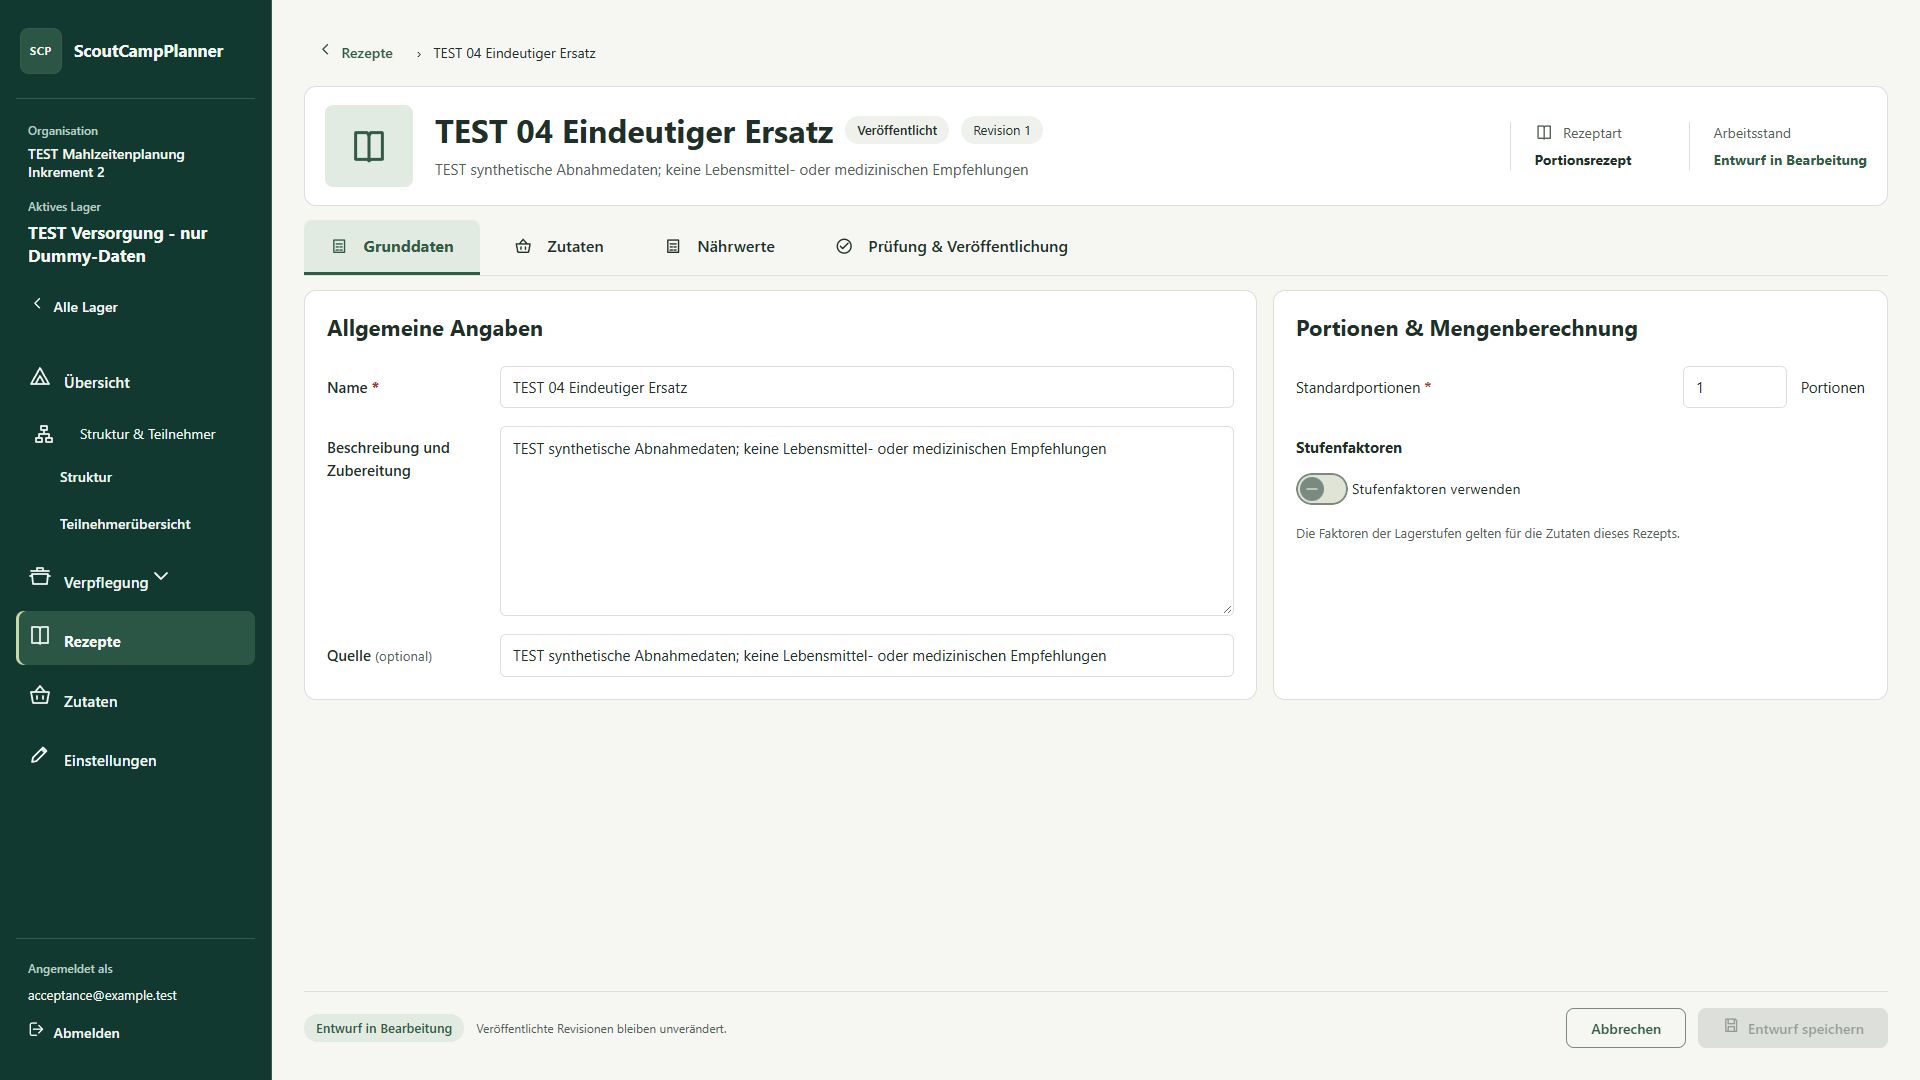 SCP
ScoutCampPlanner
Organisation
TEST Mahlzeitenplanung
Inkrement 2
Aktives Lager
TEST Versorgung - nur
Dummy-Daten
Alle Lager
Übersicht
Struktur & Teilnehmer
Struktur
Teilnehmerübersicht
Verpflegung
Rezepte
Zutaten
Einstellungen
Angemeldet als
acceptance@example.test
Abmelden
Rezepte › TEST 04 Eindeutiger Ersatz
TEST 04 Eindeutiger Ersatz Veröffentlicht Revision 1
TEST synthetische Abnahmedaten; keine Lebensmittel- oder medizinischen Empfehlungen
Rezeptart
Portionsrezept
Arbeitsstand
Entwurf in Bearbeitung
Grunddaten Zutaten Nährwerte Prüfung & Veröffentlichung
Allgemeine Angaben
Name *
TEST 04 Eindeutiger Ersatz
Beschreibung und
Zubereitung
TEST synthetische Abnahmedaten; keine Lebensmittel- oder medizinischen Empfehlungen
Quelle (optional)
TEST synthetische Abnahmedaten; keine Lebensmittel- oder medizinischen Empfehlungen
Portionen & Mengenberechnung
Standardportionen * 1 Portionen
Stufenfaktoren
Stufenfaktoren verwenden
Die Faktoren der Lagerstufen gelten für die Zutaten dieses Rezepts.
Entwurf in Bearbeitung Veröffentlichte Revisionen bleiben unverändert.
Abbrechen Entwurf speichern